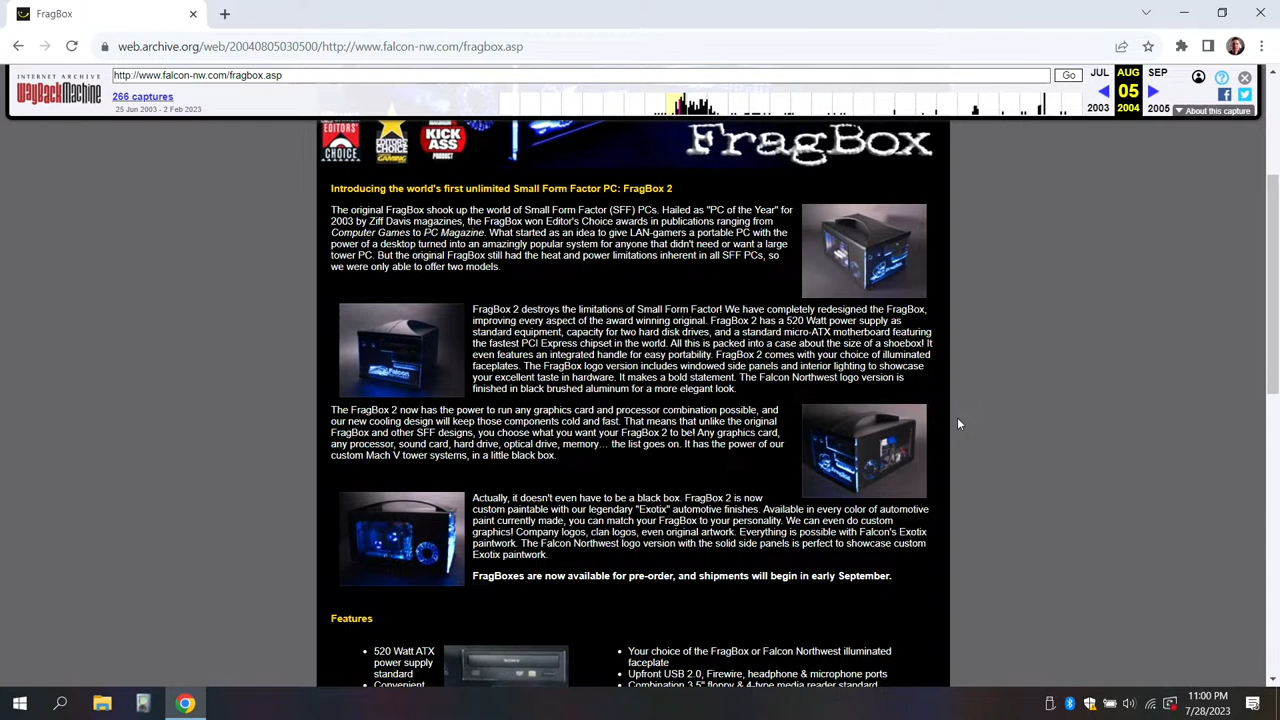 FragBox
web.archive.org/web/20040805030500/http://www.falcon-nw.com/fragbox.asp
INTERNET ARCHIVE
WayBackMachine
http://www.falcon-nw.com/fragbox.asp
Go
JUL AUG SEP
266 captures
05
25 Jun 2003 - 2 Feb 2023
2003 2004 2005
About this capture
EDITORS' CHOICE
EDITOR'S CHOICE
GAMING
KICK ASS PRODUCT
FragBox
Introducing the world's first unlimited Small Form Factor PC: FragBox 2
The original FragBox shook up the world of Small Form Factor (SFF) PCs. Hailed as "PC of the Year" for
2003 by Ziff Davis magazines, the FragBox won Editor's Choice awards in publications ranging from
Computer Games to PC Magazine. What started as an idea to give LAN-gamers a portable PC with the
power of a desktop turned into an amazingly popular system for anyone that didn't need or want a large
tower PC. But the original FragBox still had the heat and power limitations inherent in all SFF PCs, so
we were only able to offer two models.
FragBox 2 destroys the limitations of Small Form Factor! We have completely redesigned the FragBox,
improving every aspect of the award winning original. FragBox 2 has a 520 Watt power supply as
standard equipment, capacity for two hard disk drives, and a standard micro-ATX motherboard featuring
the fastest PCI Express chipset in the world. All this is packed into a case about the size of a shoebox! It
even features an integrated handle for easy portability. FragBox 2 comes with your choice of illuminated
faceplates. The FragBox logo version includes windowed side panels and interior lighting to showcase
your excellent taste in hardware. It makes a bold statement. The Falcon Northwest logo version is
finished in black brushed aluminum for a more elegant look.
The FragBox 2 now has the power to run any graphics card and processor combination possible, and
our new cooling design will keep those components cold and fast. That means that unlike the original
FragBox and other SFF designs, you choose what you want your FragBox 2 to be! Any graphics card,
any processor, sound card, hard drive, optical drive, memory… the list goes on. It has the power of our
custom Mach V tower systems, in a little black box.
Actually, it doesn't even have to be a black box. FragBox 2 is now
custom paintable with our legendary "Exotix" automotive finishes. Available in every color of automotive
paint currently made, you can match your FragBox to your personality. We can even do custom
graphics! Company logos, clan logos, even original artwork. Everything is possible with Falcon's Exotix
paintwork. The Falcon Northwest logo version with the solid side panels is perfect to showcase custom
Exotix paintwork.
FragBoxes are now available for pre-order, and shipments will begin in early September.
Features
520 Watt ATX
power supply
standard
Convenient
SONY
Your choice of the FragBox or Falcon Northwest illuminated
faceplate
Upfront USB 2.0, Firewire, headphone & microphone ports
Combination 3.5" floppy & 4-type media reader standard
11:00 PM
7/28/2023